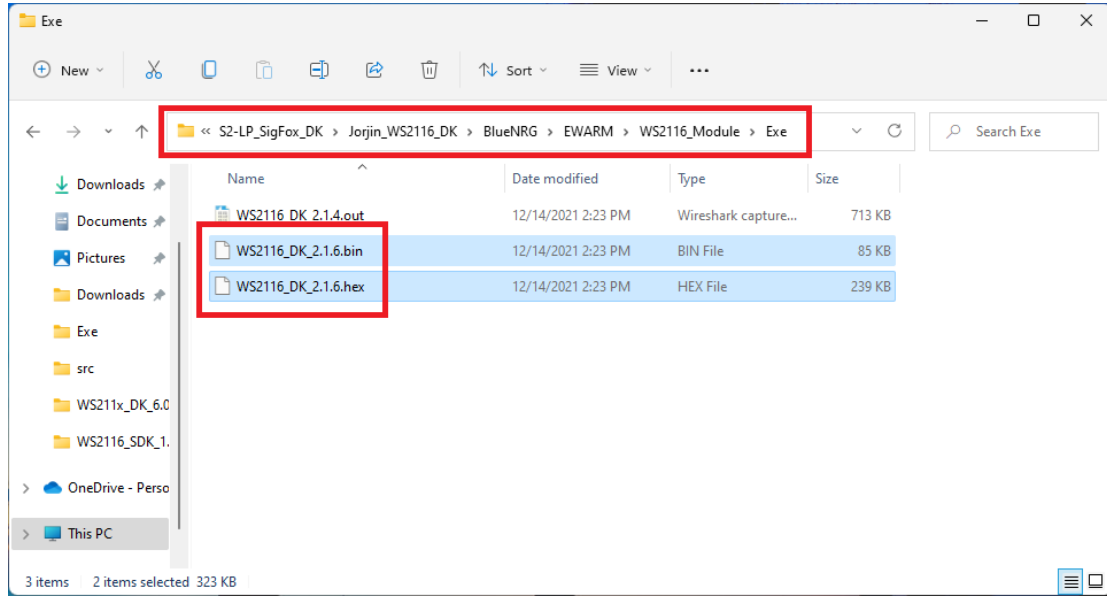 Exe
New
Sort
View
«  S2-LP_SigFox_DK > Jorjin_WS2116_DK > BlueNRG > EWARM > WS2116_Module > Exe
Search Exe
Downloads
Documents
Pictures
Downloads
Exe
src
WS211x_DK_6.0
WS2116_SDK_1.
OneDrive - Perso
This PC
Name Date modified Type Size
WS2116_DK_2.1.4.out 12/14/2021 2:23 PM Wireshark capture... 713 KB
WS2116_DK_2.1.6.bin 12/14/2021 2:23 PM BIN File 85 KB
WS2116_DK_2.1.6.hex 12/14/2021 2:23 PM HEX File 239 KB
3 items 2 items selected 323 KB